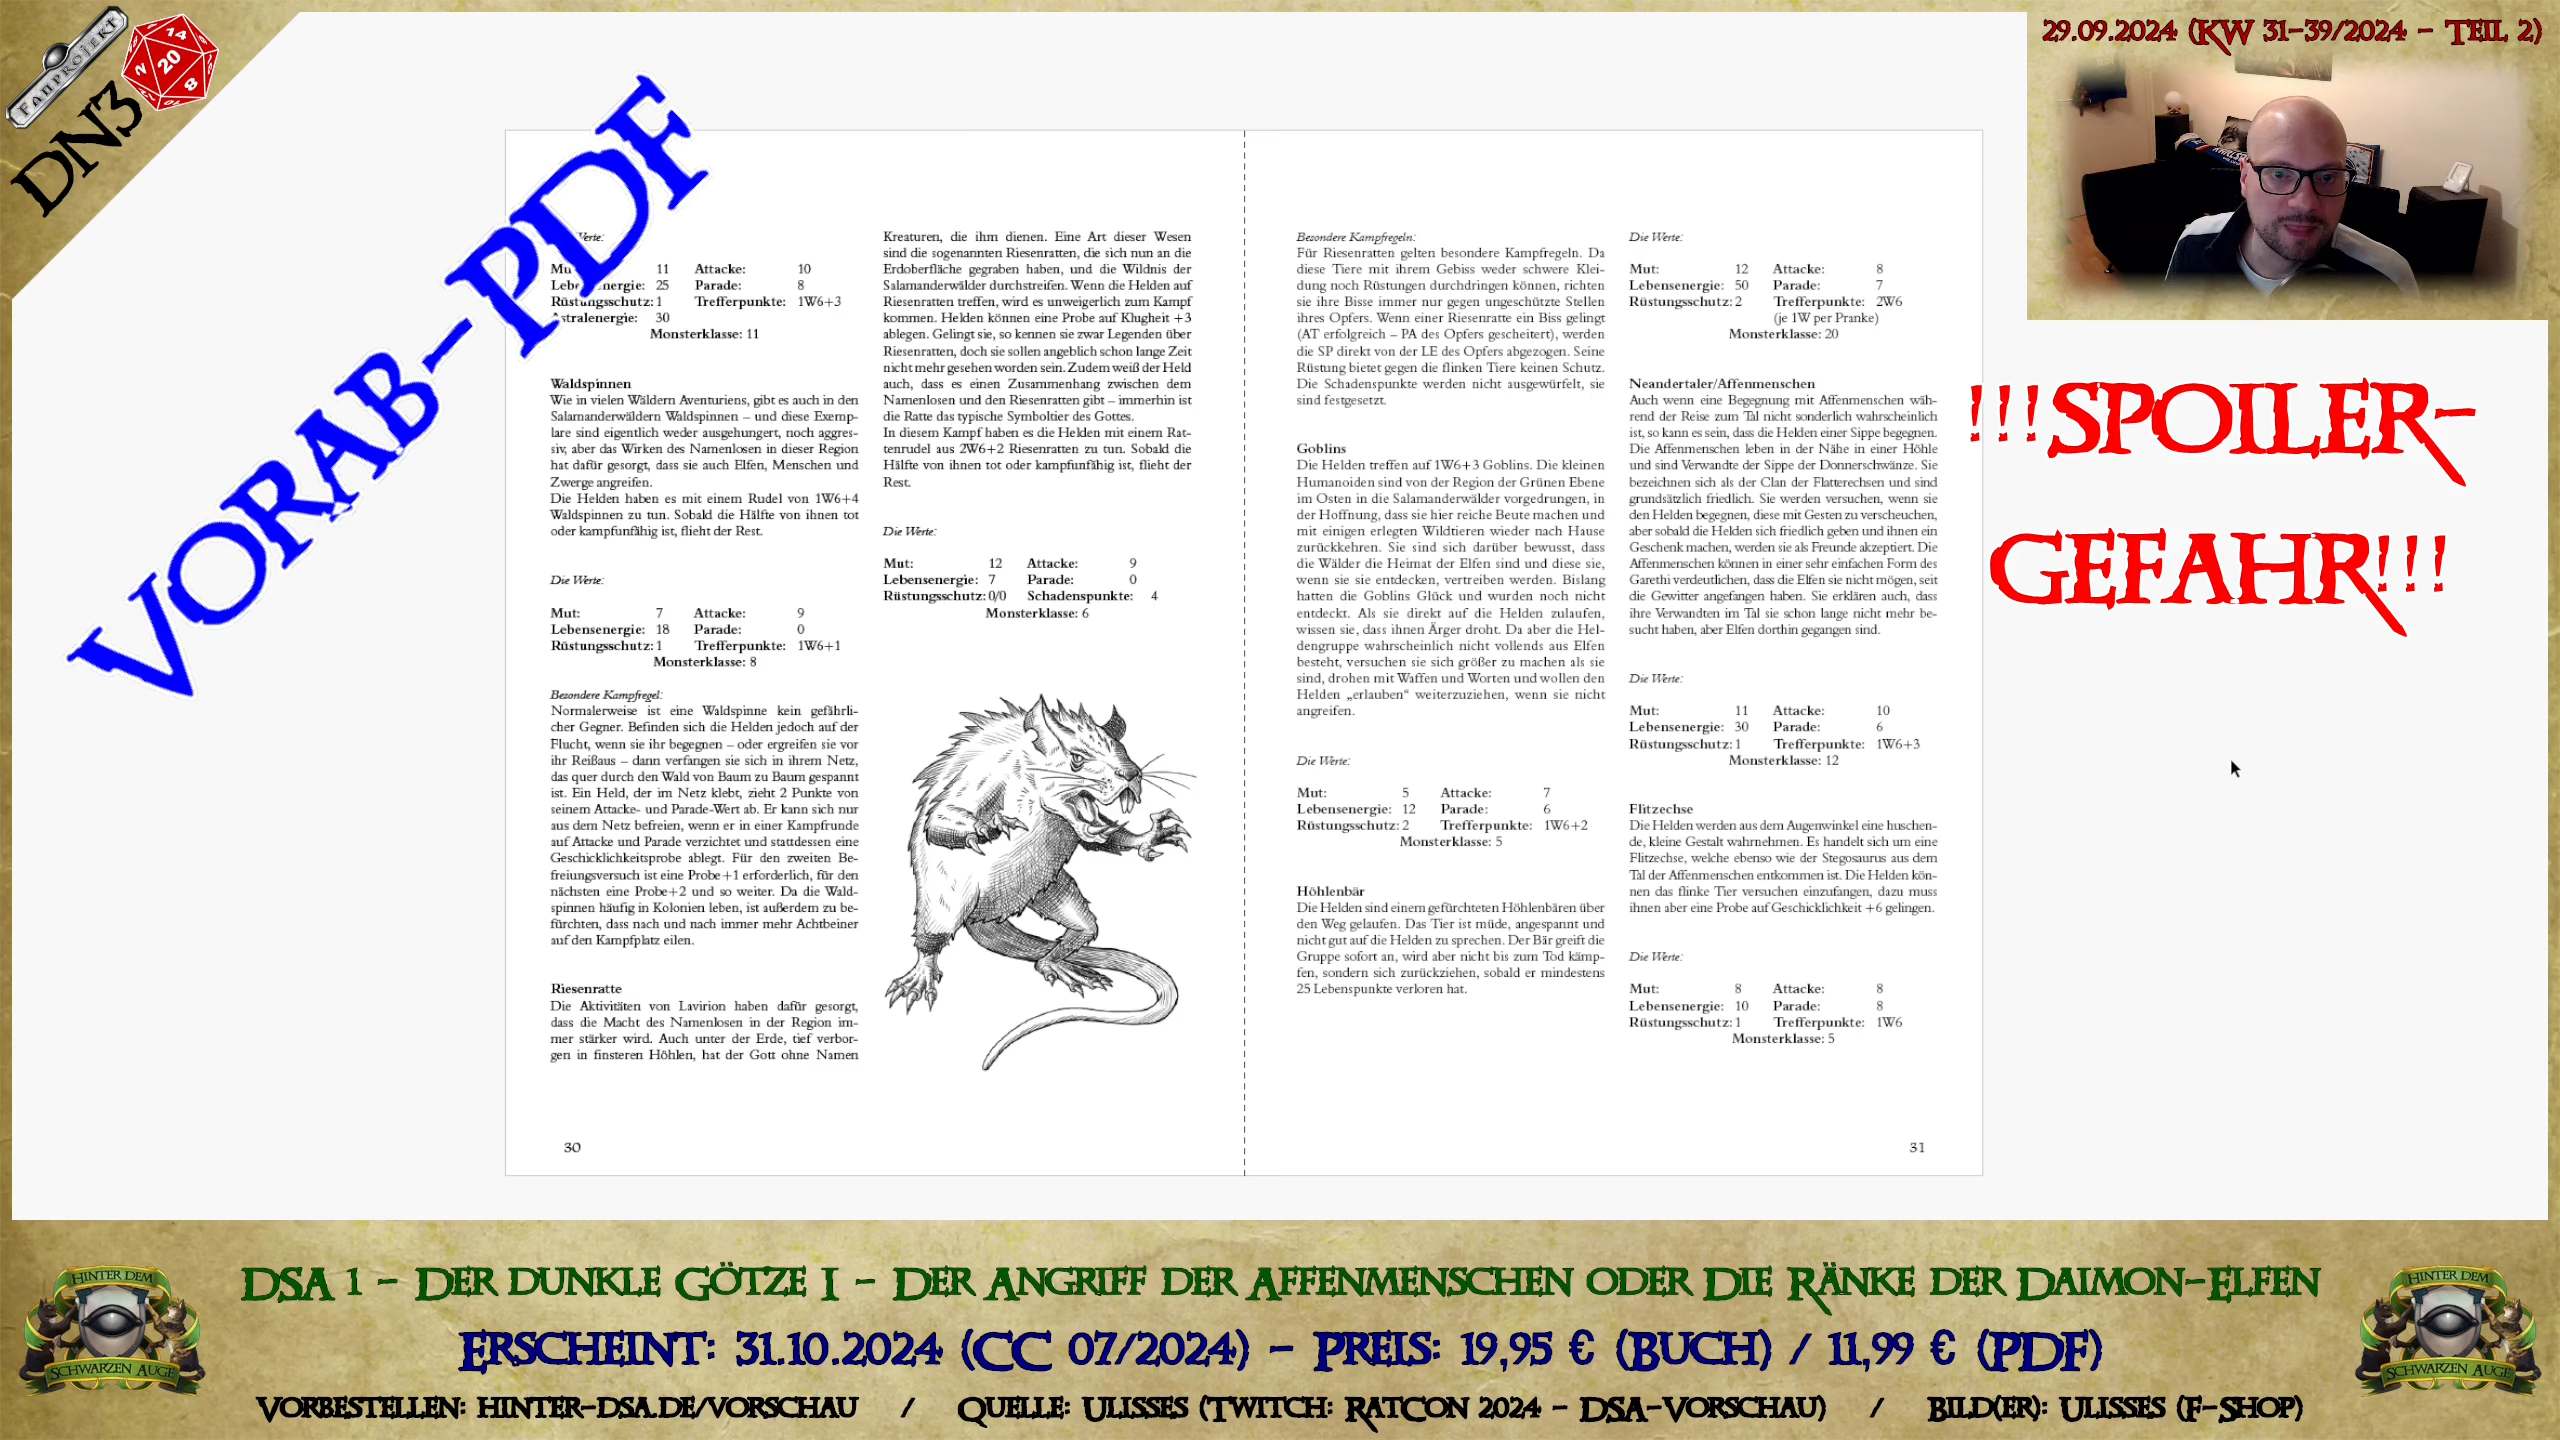 FANPROJEKT
DN3
14
20
2
8
29.09.2024 (KW 31-39/2024 - TEIL 2)
VORAB-PDF
!!!SPOILER-
GEFAHR!!!
Werte:
Mu 11 Attacke: 10
Leb nergie: 25 Parade: 8
Rüstungsschutz: 1 Trefferpunkte: 1W6+3
Astralenergie: 30
Monsterklasse: 11
Waldspinnen
Wie in vielen Wäldern Aventuriens, gibt es auch in den
Salamanderwäldern Waldspinnen – und diese Exemp-
lare sind eigentlich weder ausgehungert, noch aggres-
siv, aber das Wirken des Namenlosen in dieser Region
hat dafür gesorgt, dass sie auch Elfen, Menschen und
Zwerge angreifen.
Die Helden haben es mit einem Rudel von 1W6+4
Waldspinnen zu tun. Sobald die Hälfte von ihnen tot
oder kampfunfähig ist, flieht der Rest.
Die Werte:
Mut: 7 Attacke: 9
Lebensenergie: 18 Parade: 0
Rüstungsschutz: 1 Trefferpunkte: 1W6+1
Monsterklasse: 8
Besondere Kampfregel:
Normalerweise ist eine Waldspinne kein gefährli-
cher Gegner. Befinden sich die Helden jedoch auf der
Flucht, wenn sie ihr begegnen – oder ergreifen sie vor
ihr Reißaus – dann verfangen sie sich in ihrem Netz,
das quer durch den Wald von Baum zu Baum gespannt
ist. Ein Held, der im Netz klebt, zieht 2 Punkte von
seinem Attacke- und Parade-Wert ab. Er kann sich nur
aus dem Netz befreien, wenn er in einer Kampfrunde
auf Attacke und Parade verzichtet und stattdessen eine
Geschicklichkeitsprobe ablegt. Für den zweiten Be-
freiungsversuch ist eine Probe +1 erforderlich, für den
nächsten eine Probe+2 und so weiter. Da die Wald-
spinnen häufig in Kolonien leben, ist außerdem zu be-
fürchten, dass nach und nach immer mehr Achtbeiner
auf den Kampfplatz eilen.
Riesenratte
Die Aktivitäten von Lavirion haben dafür gesorgt,
dass die Macht des Namenlosen in der Region im-
mer stärker wird. Auch unter der Erde, tief verbor-
gen in finsteren Höhlen, hat der Gott ohne Namen
Kreaturen, die ihm dienen. Eine Art dieser Wesen
sind die sogenannten Riesenratten, die sich nun an die
Erdoberfläche gegraben haben, und die Wildnis der
Salamanderwälder durchstreifen. Wenn die Helden auf
Riesenratten treffen, wird es unweigerlich zum Kampf
kommen. Helden können eine Probe auf Klugheit +3
ablegen. Gelingt sie, so kennen sie zwar Legenden über
Riesenratten, doch sie sollen angeblich schon lange Zeit
nicht mehr gesehen worden sein. Zudem weiß der Held
auch, dass es einen Zusammenhang zwischen dem
Namenlosen und den Riesenratten gibt – immerhin ist
die Ratte das typische Symboltier des Gottes.
In diesem Kampf haben es die Helden mit einem Rat-
tenrudel aus 2W6+2 Riesenratten zu tun. Sobald die
Hälfte von ihnen tot oder kampfunfähig ist, flieht der
Rest.
Die Werte:
Mut: 12 Attacke: 9
Lebensenergie: 7 Parade: 0
Rüstungsschutz: 0/0 Schadenspunkte: 4
Monsterklasse: 6
30
Besondere Kampfregeln:
Für Riesenratten gelten besondere Kampfregeln. Da
diese Tiere mit ihrem Gebiss weder schwere Klei-
dung noch Rüstungen durchdringen können, richten
sie ihre Bisse immer nur gegen ungeschützte Stellen
ihres Opfers. Wenn einer Riesenratte ein Biss gelingt
(AT erfolgreich – PA des Opfers gescheitert), werden
die SP direkt von der LE des Opfers abgezogen. Seine
Rüstung bietet gegen die flinken Tiere keinen Schutz.
Die Schadenspunkte werden nicht ausgewürfelt, sie
sind festgesetzt.
Goblins
Die Helden treffen auf 1W6+3 Goblins. Die kleinen
Humanoiden sind von der Region der Grünen Ebene
im Osten in die Salamanderwälder vorgedrungen, in
der Hoffnung, dass sie hier reiche Beute machen und
mit einigen erlegten Wildtieren wieder nach Hause
zurückkehren. Sie sind sich darüber bewusst, dass
die Wälder die Heimat der Elfen sind und diese sie,
wenn sie sie entdecken, vertreiben werden. Bislang
hatten die Goblins Glück und wurden noch nicht
entdeckt. Als sie direkt auf die Helden zulaufen,
wissen sie, dass ihnen Ärger droht. Da aber die Hel-
dengruppe wahrscheinlich nicht vollends aus Elfen
besteht, versuchen sie sich größer zu machen als sie
sind, drohen mit Waffen und Worten und wollen den
Helden „erlauben“ weiterzuziehen, wenn sie nicht
angreifen.
Die Werte:
Mut: 5 Attacke: 7
Lebensenergie: 12 Parade: 6
Rüstungsschutz: 2 Trefferpunkte: 1W6+2
Monsterklasse: 5
Höhlenbär
Die Helden sind einem gefürchteten Höhlenbären über
den Weg gelaufen. Das Tier ist müde, angespannt und
nicht gut auf die Helden zu sprechen. Der Bär greift die
Gruppe sofort an, wird aber nicht bis zum Tod kämp-
fen, sondern sich zurückziehen, sobald er mindestens
25 Lebenspunkte verloren hat.
Die Werte:
Mut: 12 Attacke: 8
Lebensenergie: 50 Parade: 7
Rüstungsschutz: 2 Trefferpunkte: 2W6
(je 1W per Pranke)
Monsterklasse: 20
Neandertaler/Affenmenschen
Auch wenn eine Begegnung mit Affenmenschen wäh-
rend der Reise zum Tal nicht sonderlich wahrscheinlich
ist, so kann es sein, dass die Helden einer Sippe begegnen.
Die Affenmenschen leben in der Nähe in einer Höhle
und sind Verwandte der Sippe der Donnerschwänze. Sie
bezeichnen sich als der Clan der Flatterechsen und sind
grundsätzlich friedlich. Sie werden versuchen, wenn sie
den Helden begegnen, diese mit Gesten zu verscheuchen,
aber sobald die Helden sich friedlich geben und ihnen ein
Geschenk machen, werden sie als Freunde akzeptiert. Die
Affenmenschen können in einer sehr einfachen Form des
Garethi verdeutlichen, dass die Elfen sie nicht mögen, seit
die Gewitter angefangen haben. Sie erklären auch, dass
ihre Verwandten im Tal sie schon lange nicht mehr be-
sucht haben, aber Elfen dorthin gegangen sind.
Die Werte:
Mut: 11 Attacke: 10
Lebensenergie: 30 Parade: 6
Rüstungsschutz: 1 Trefferpunkte: 1W6+3
Monsterklasse: 12
Flitzechse
Die Helden werden aus dem Augenwinkel eine huschen-
de, kleine Gestalt wahrnehmen. Es handelt sich um eine
Flitzechse, welche ebenso wie der Stegosaurus aus dem
Tal der Affenmenschen entkommen ist. Die Helden kön-
nen das flinke Tier versuchen einzufangen, dazu muss
ihnen aber eine Probe auf Geschicklichkeit +6 gelingen.
Die Werte:
Mut: 8 Attacke: 8
Lebensenergie: 10 Parade: 8
Rüstungsschutz: 1 Trefferpunkte: 1W6
Monsterklasse: 5
31
HINTER DEM
SCHWARZEN AUGE
DSA 1 - DER DUNKLE GÖTZE I - DER ANGRIFF DER AFFENMENSCHEN ODER DIE RÄNKE DER DAIMON-ELFEN
ERSCHEINT: 31.10.2024 (CC 07/2024) - PREIS: 19,95 € (BUCH) / 11,99 € (PDF)
VORBESTELLEN: HINTER-DSA.DE/VORSCHAU / QUELLE: ULISSES (TWITCH: RATCON 2024 - DSA-VORSCHAU) / BILD(ER): ULISSES (F-SHOP)
HINTER DEM
SCHWARZEN AUGE